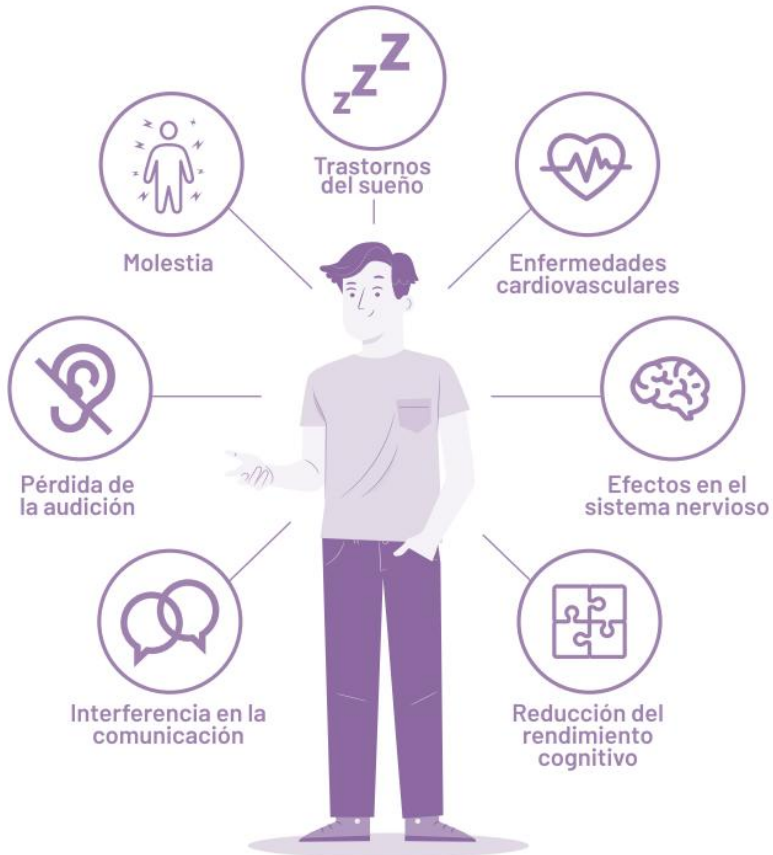 zzZ
Trastornos
del sueño
Molestia
Enfermedades
cardiovasculares
Pérdida de
la audición
Efectos en el
sistema nervioso
Interferencia en la
comunicación
Reducción del
rendimiento
cognitivo